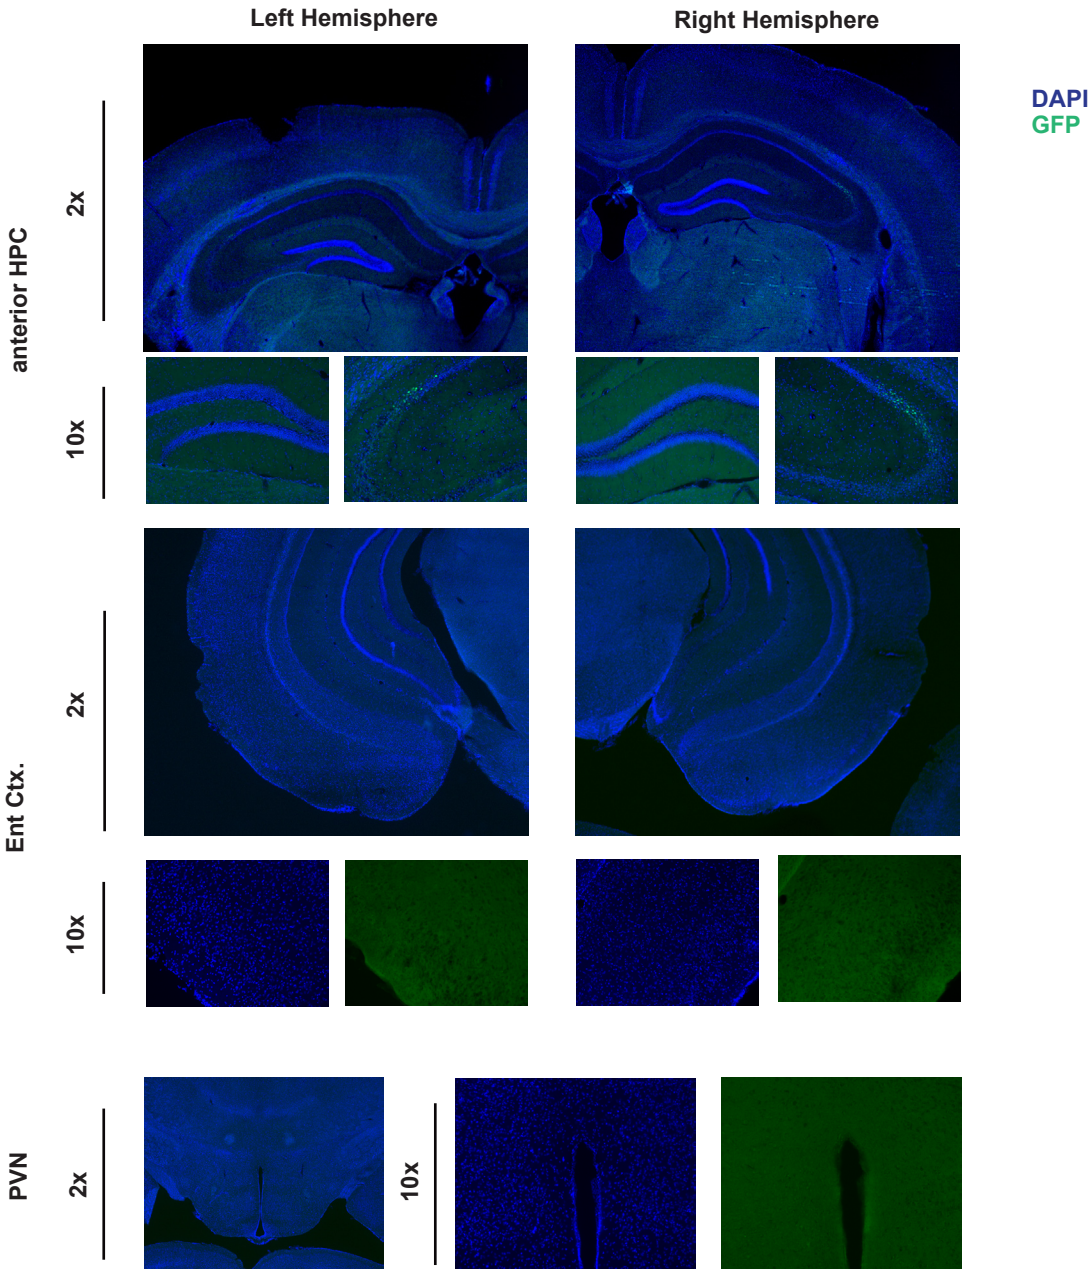 Left Hemisphere
Right Hemisphere
DAPI
GFP
anterior HPC
2x
10x
Ent Ctx.
2x
10x
PVN
2x
10x